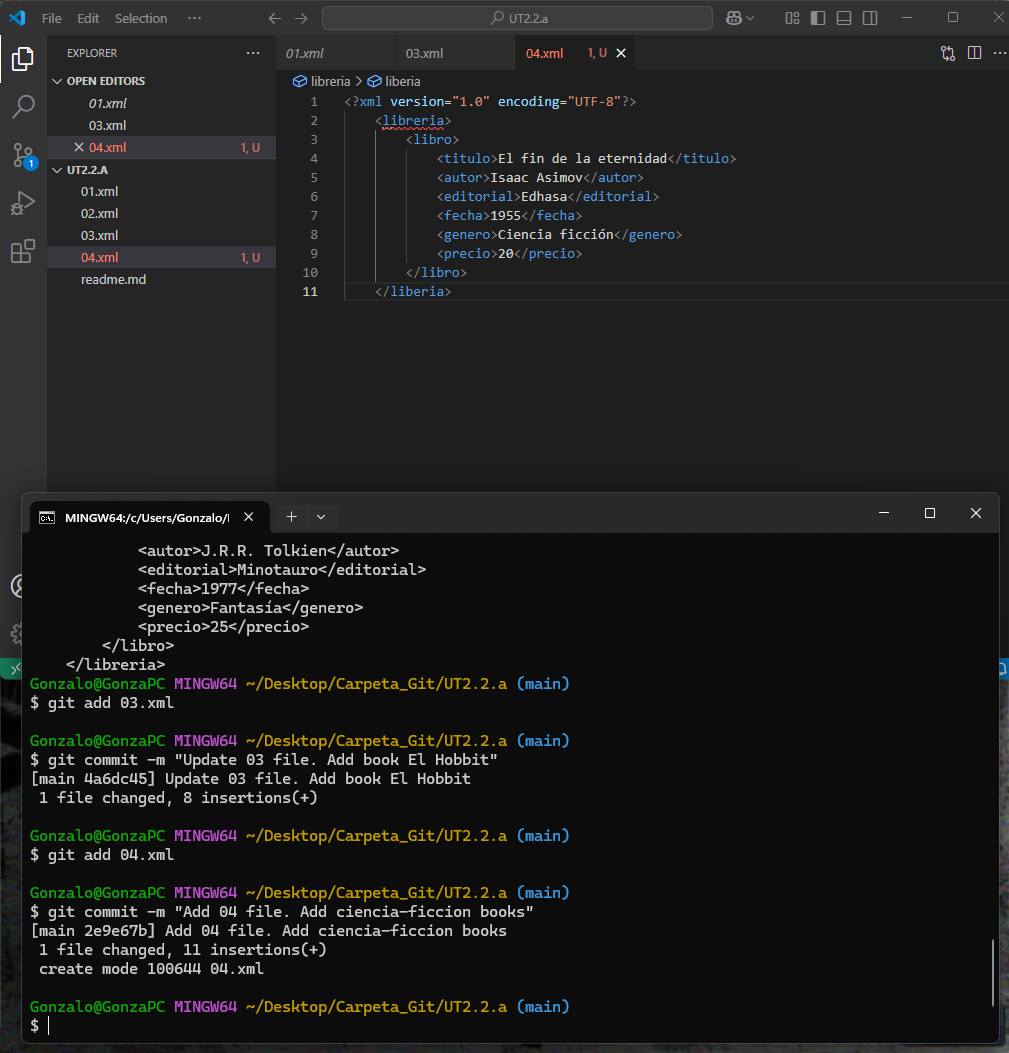 File Edit Selection ··· UT2.2.a
EXPLORER ···
OPEN EDITORS
01.xml
03.xml
04.xml 1, U
UT2.2.A
01.xml
02.xml
03.xml
04.xml 1, U
readme.md
1
01.xml 03.xml 04.xml 1, U
libreria > liberia
1 <?xml version="1.0" encoding="UTF-8"?>
2 <libreria>
3 <libro>
4 <titulo>El fin de la eternidad</titulo>
5 <autor>Isaac Asimov</autor>
6 <editorial>Edhasa</editorial>
7 <fecha>1955</fecha>
8 <genero>Ciencia ficción</genero>
9 <precio>20</precio>
10 </libro>
11 </liberia>
MINGW64:/c/Users/Gonzalo/
<autor>J.R.R. Tolkien</autor>
<editorial>Minotauro</editorial>
<fecha>1977</fecha>
<genero>Fantasía</genero>
<precio>25</precio>
</libro>
</libreria>
Gonzalo@GonzaPC MINGW64 ~/Desktop/Carpeta_Git/UT2.2.a (main)
$ git add 03.xml
Gonzalo@GonzaPC MINGW64 ~/Desktop/Carpeta_Git/UT2.2.a (main)
$ git commit -m "Update 03 file. Add book El Hobbit"
[main 4a6dc45] Update 03 file. Add book El Hobbit
1 file changed, 8 insertions(+)
Gonzalo@GonzaPC MINGW64 ~/Desktop/Carpeta_Git/UT2.2.a (main)
$ git add 04.xml
Gonzalo@GonzaPC MINGW64 ~/Desktop/Carpeta_Git/UT2.2.a (main)
$ git commit -m "Add 04 file. Add ciencia-ficcion books"
[main 2e9e67b] Add 04 file. Add ciencia-ficcion books
1 file changed, 11 insertions(+)
create mode 100644 04.xml
Gonzalo@GonzaPC MINGW64 ~/Desktop/Carpeta_Git/UT2.2.a (main)
$